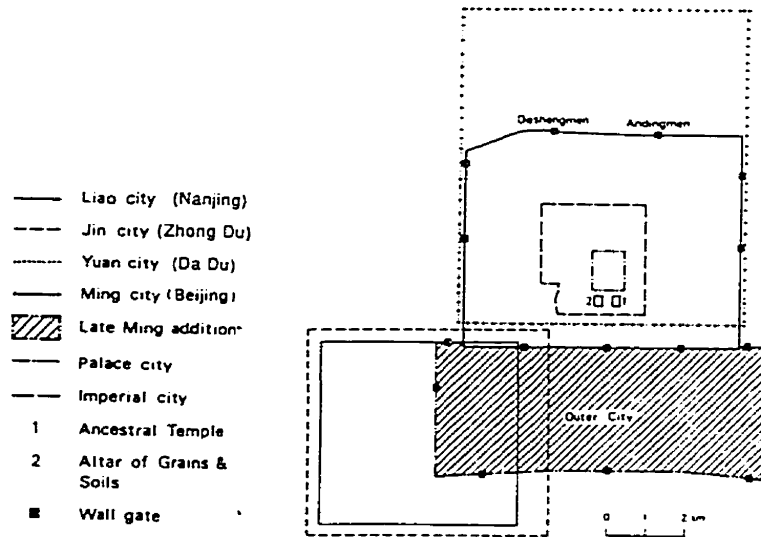 Liao city (Nanjing)
Jin city (Zhong Du)
Yuan city (Da Du)
Ming city (Beijing)
Late Ming addition
Palace city
Imperial city
1 Ancestral Temple
2 Altar of Grains &
Soils
Wall gate
Deshengmen Andingmen
2 1
Outer City
0 1 2 km